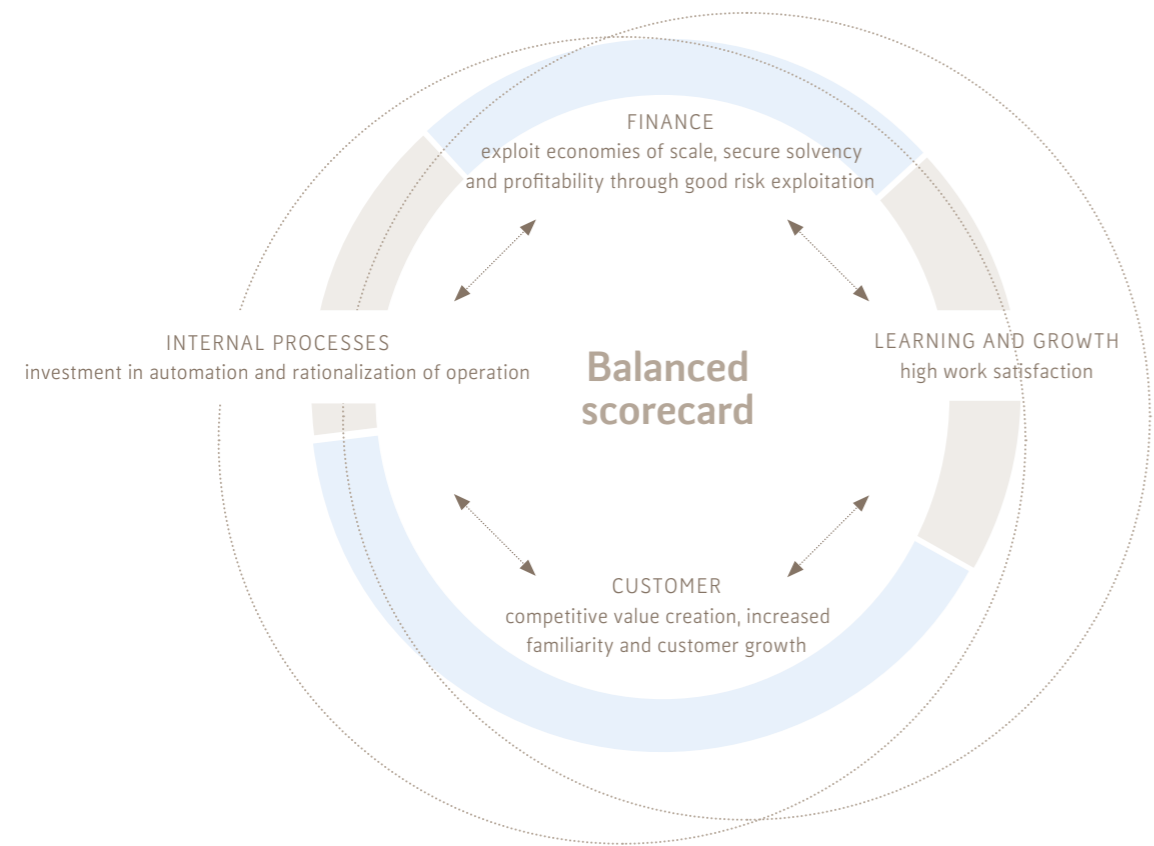 FINANCE
exploit economies of scale, secure solvency
and profitability through good risk exploitation
INTERNAL PROCESSES
investment in automation and rationalization of operation
Balanced
scorecard
LEARNING AND GROWTH
high work satisfaction
CUSTOMER
competitive value creation, increased
familiarity and customer growth